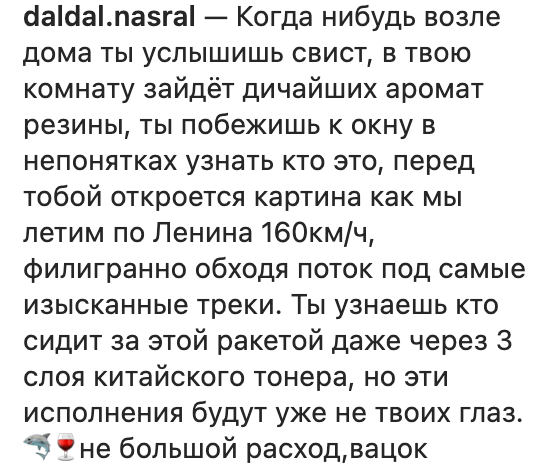 daldal.nasral — Когда нибудь возле
дома ты услышишь свист, в твою
комнату зайдёт дичайших аромат
резины, ты побежишь к окну в
непонятках узнать кто это, перед
тобой откроется картина как мы
летим по Ленина 160км/ч,
филигранно обходя поток под самые
изысканные треки. Ты узнаешь кто
сидит за этой ракетой даже через 3
слоя китайского тонера, но эти
исполнения будут уже не твоих глаз.
🦈🍷не большой расход,вацок